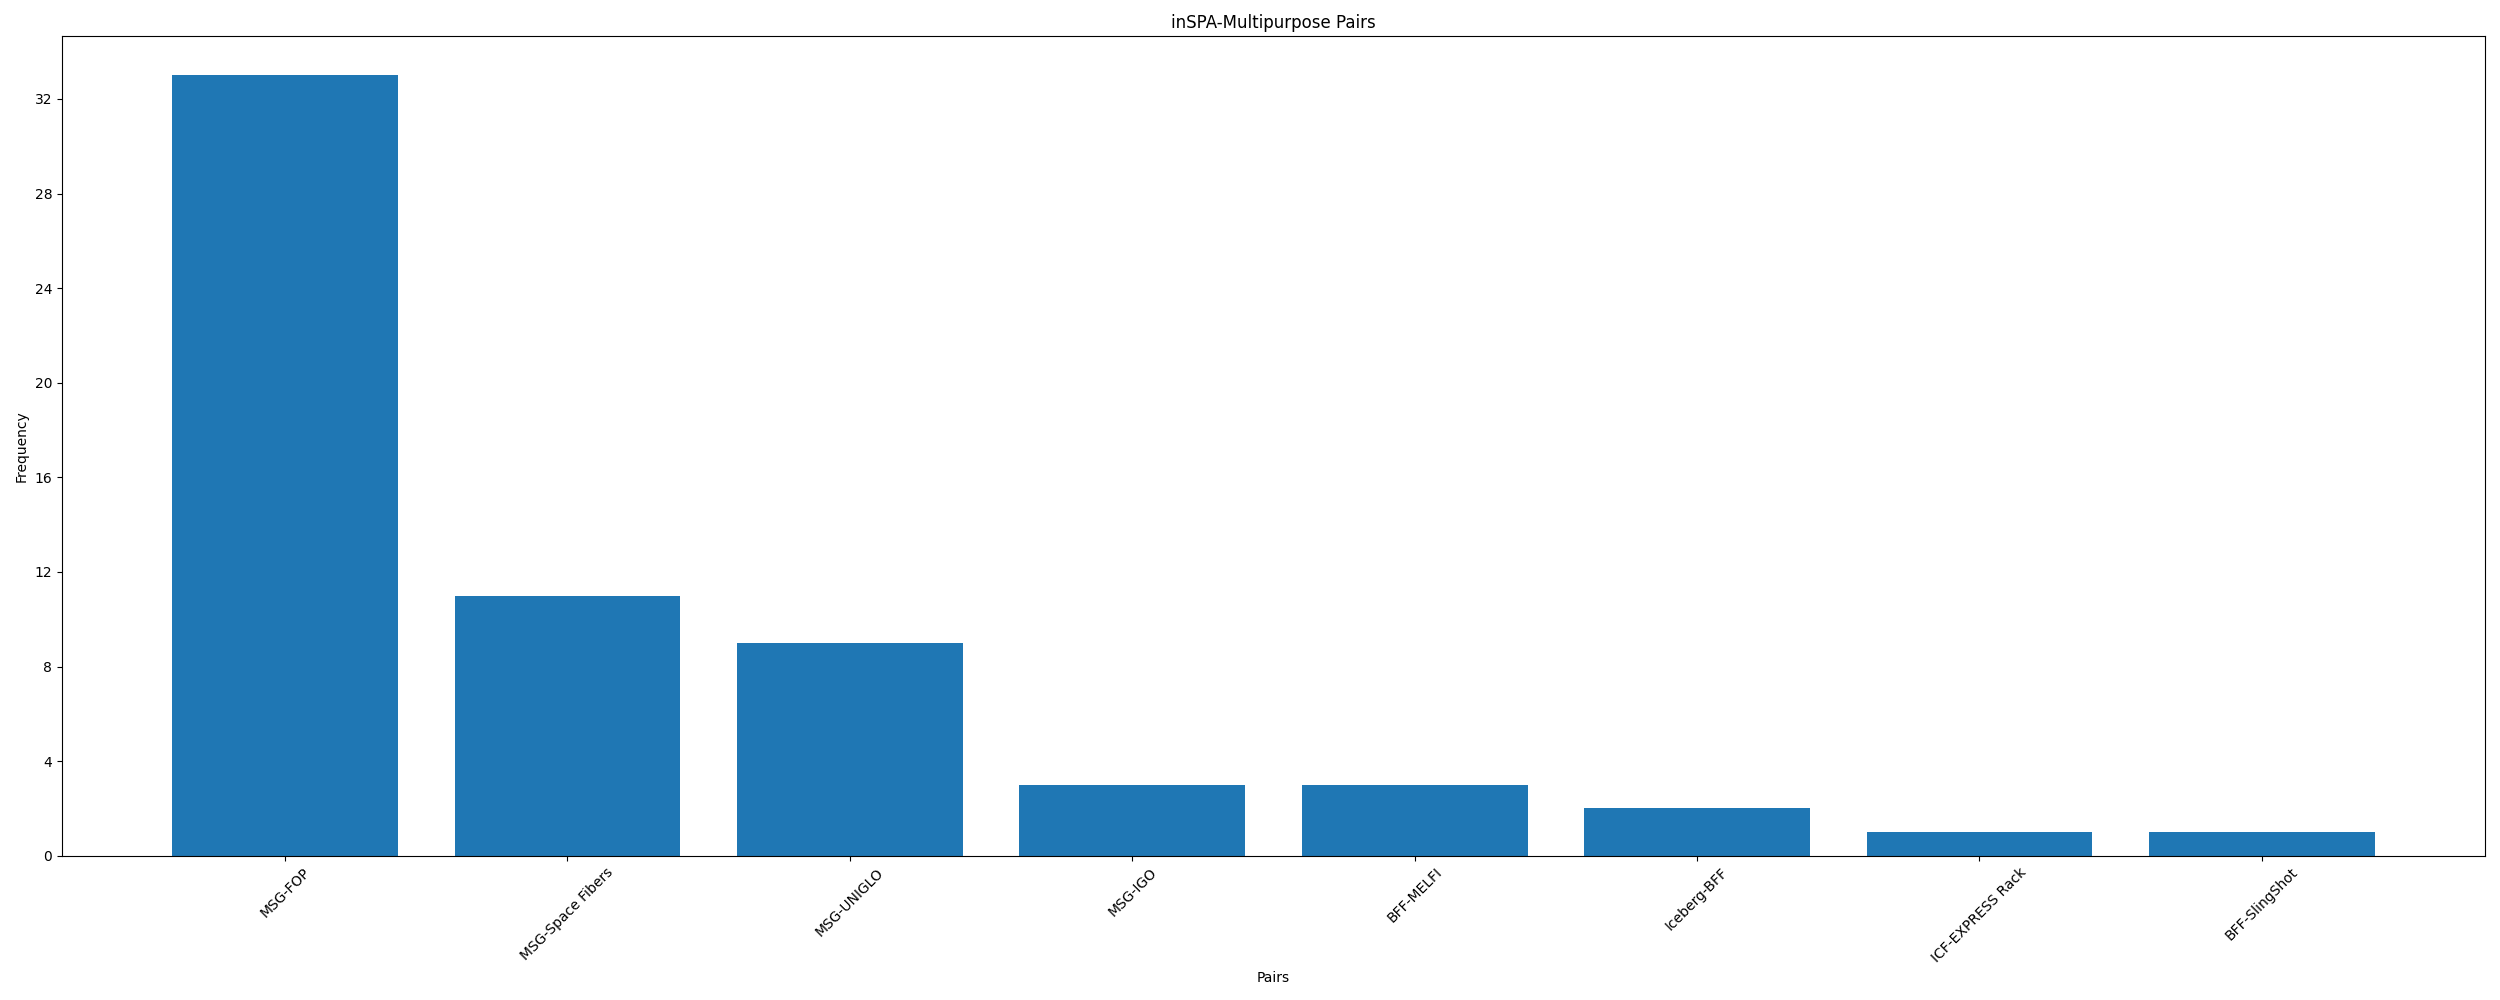 inSPA-Multipurpose Pairs
32
28
24
20
16
12
8
4
0
Frequency
MSG-FOP
MSG-Space Fibers
MSG-UNIGLO
MSG-IGO
BFF-MELFI
Iceberg-BFF
ICF-EXPRESS Rack
BFF-SlingShot
Pairs